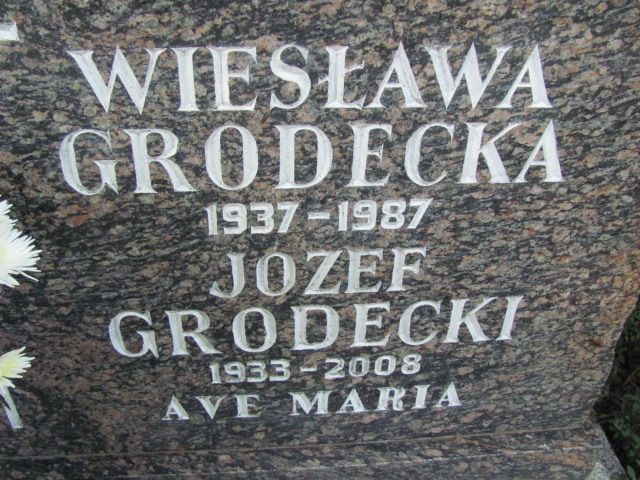 WIESŁAWA
GRODECKA
1937-1987
JOZEF
GRODECKI
1933-2008
AVE MARIA